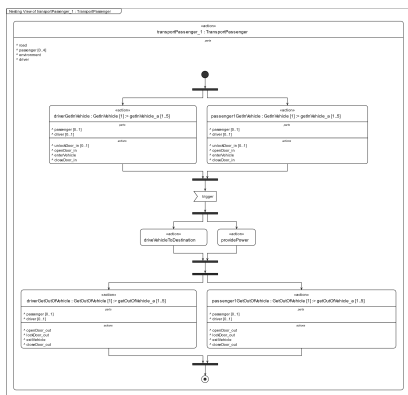 Nesting View of transportPassenger_1 : TransportPassenger
«action»
transportPassenger_1 : TransportPassenger
parts
* road
* passenger [0..4]
* environment
* driver
«action»
driverGetInVehicle : GetInVehicle [1] :> getInVehicle_a [1..5]
parts
* passenger [0..1]
* driver [0..1]
actions
* unlockDoor_in [0..1]
* openDoor_in
* enterVehicle
* closeDoor_in
«action»
passenger1GetInVehicle : GetInVehicle [1] :> getInVehicle_a [1..5]
parts
* passenger [0..1]
* driver [0..1]
actions
* unlockDoor_in [0..1]
* openDoor_in
* enterVehicle
* closeDoor_in
trigger
«action»
driveVehicleToDestination
«action»
providePower
«action»
driverGetOutOfVehicle : GetOutOfVehicle [1] :> getOutOfVehicle_a [1..5]
parts
* passenger [0..1]
* driver [0..1]
actions
* openDoor_out
* lockDoor_out
* exitVehicle
* closeDoor_out
«action»
passenger1GetOutOfVehicle : GetOutOfVehicle [1] :> getOutOfVehicle_a [1..5]
parts
* passenger [0..1]
* driver [0..1]
actions
* openDoor_out
* lockDoor_out
* exitVehicle
* closeDoor_out